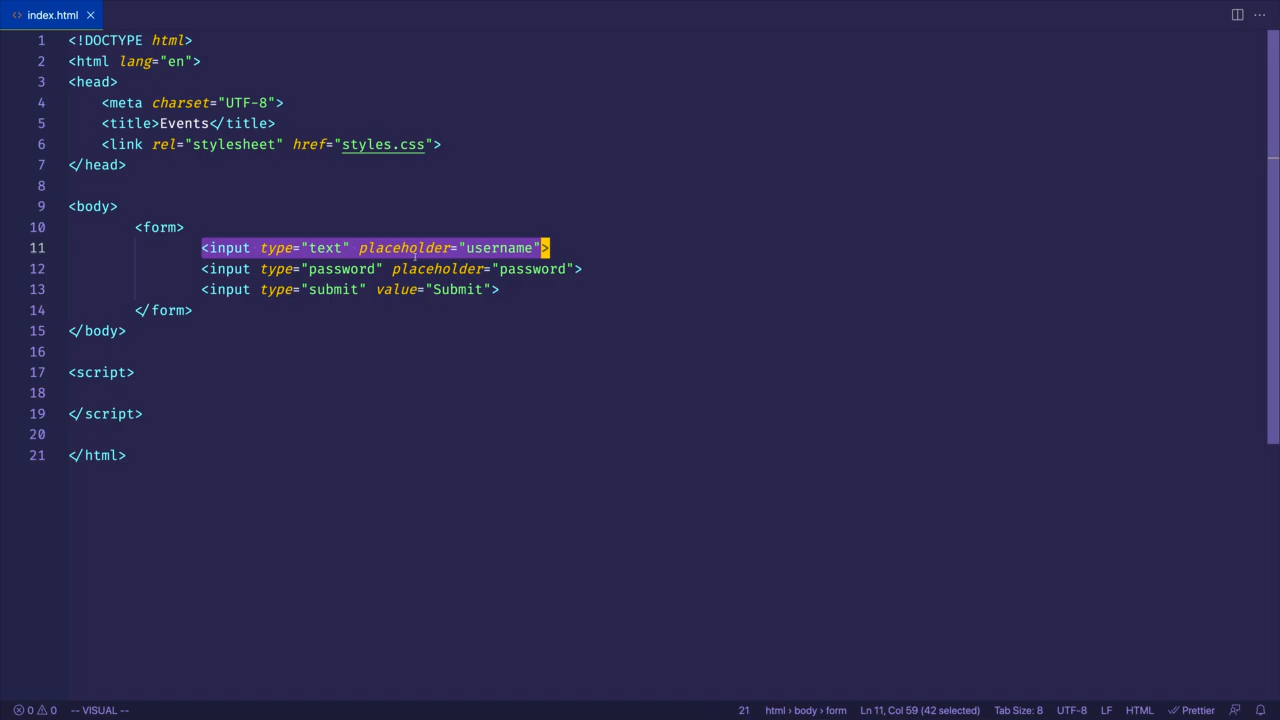 index.html
1 <!DOCTYPE html>
2 <html lang="en">
3 <head>
4     <meta charset="UTF-8">
5     <title>Events</title>
6     <link rel="stylesheet" href="styles.css">
7 </head>
8
9 <body>
10         <form>
11                 <input type="text" placeholder="username">
12                 <input type="password" placeholder="password">
13                 <input type="submit" value="Submit">
14         </form>
15 </body>
16
17 <script>
18
19 </script>
20
21 </html>
0 0 -- VISUAL -- 21 html › body › form Ln 11, Col 59 (42 selected) Tab Size: 8 UTF-8 LF HTML Prettier